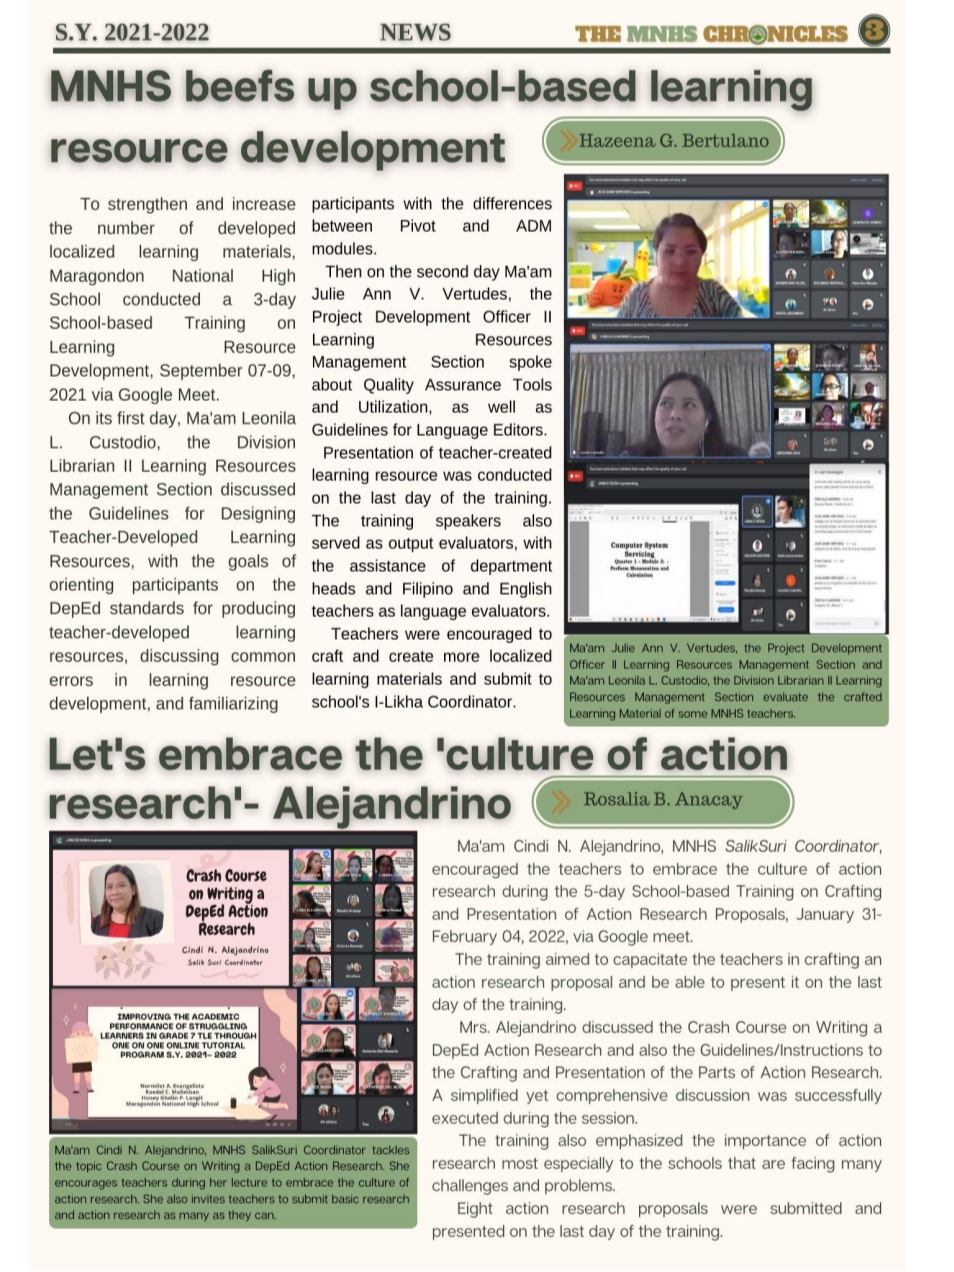 S.Y. 2021-2022
NEWS
THE MNHS CHRONICLES
3
MNHS beefs up school-based learning
resource development
Hazeena G. Bertulano
To strengthen and increase
the number of developed
localized learning materials,
Maragondon National High
School conducted a 3-day
School-based Training on
Learning Resource
Development, September 07-09,
2021 via Google Meet.
On its first day, Ma'am Leonila
L. Custodio, the Division
Librarian II Learning Resources
Management Section discussed
the Guidelines for Designing
Teacher-Developed Learning
Resources, with the goals of
orienting participants on the
DepEd standards for producing
teacher-developed learning
resources, discussing common
errors in learning resource
development, and familiarizing
participants with the differences
between Pivot and ADM
modules.
Then on the second day Ma'am
Julie Ann V. Vertudes, the
Project Development Officer II
Learning Resources
Management Section spoke
about Quality Assurance Tools
and Utilization, as well as
Guidelines for Language Editors.
Presentation of teacher-created
learning resource was conducted
on the last day of the training.
The training speakers also
served as output evaluators, with
the assistance of department
heads and Filipino and English
teachers as language evaluators.
Teachers were encouraged to
craft and create more localized
learning materials and submit to
school's I-Likha Coordinator.
Computer System
Servicing
Quarter 1 - Module 3:
Perform Mensuration and
Calculation
Ma'am Julie Ann V. Vertudes, the Project Development
Officer II Learning Resources Management Section and
Ma'am Leonila L. Custodio, the Division Librarian II Learning
Resources Management Section evaluate the crafted
Learning Material of some MNHS teachers.
Let's embrace the 'culture of action
research'- Alejandrino
Rosalia B. Anacay
Crash Course
on Writing a
DepEd Action
Research
Cindi N. Alejandrino
Salik Suri Coordinator
IMPROVING THE ACADEMIC
PERFORMANCE OF STRUGGLING
LEARNERS IN GRADE 7 TLE THROUGH
ONE ON ONE ONLINE TUTORIAL
PROGRAM S.Y. 2021- 2022
Normilet A. Evangelista
Maragondon National High School
Ma'am Cindi N. Alejandrino, MNHS SalikSuri Coordinator tackles
the topic Crash Course on Writing a DepEd Action Research. She
encourages teachers during her lecture to embrace the culture of
action research. She also invites teachers to submit basic research
and action research as many as they can.
Ma'am Cindi N. Alejandrino, MNHS SalikSuri Coordinator,
encouraged the teachers to embrace the culture of action
research during the 5-day School-based Training on Crafting
and Presentation of Action Research Proposals, January 31-
February 04, 2022, via Google meet.
The training aimed to capacitate the teachers in crafting an
action research proposal and be able to present it on the last
day of the training.
Mrs. Alejandrino discussed the Crash Course on Writing a
DepEd Action Research and also the Guidelines/Instructions to
the Crafting and Presentation of the Parts of Action Research.
A simplified yet comprehensive discussion was successfully
executed during the session.
The training also emphasized the importance of action
research most especially to the schools that are facing many
challenges and problems.
Eight action research proposals were submitted and
presented on the last day of the training.